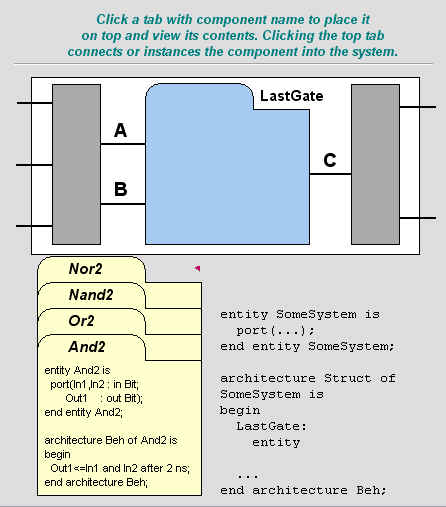 Click a tab with component name to place it
on top and view its contents. Clicking the top tab
connects or instances the component into the system.
LastGate
A
B
C
Nor2
Nand2
Or2
And2
entity And2 is
port(In1,In2 : in Bit;
Out1 : out Bit);
end entity And2;
architecture Beh of And2 is
begin
Out1<=In1 and In2 after 2 ns;
end architecture Beh;
entity SomeSystem is
port(...);
end entity SomeSystem;
architecture Struct of
SomeSystem is
begin
LastGate:
entity
...
end architecture Beh;